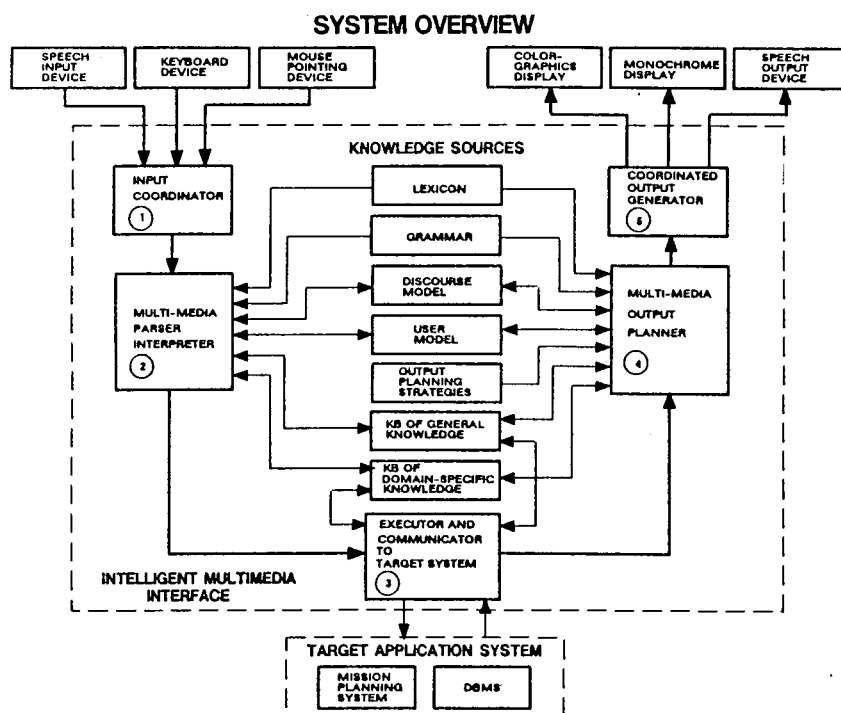 SYSTEM OVERVIEW
SPEECH
INPUT
DEVICE
KEYBOARD
DEVICE
MOUSE
POINTING
DEVICE
COLOR-
GRAPHICS
DISPLAY
MONOCHROME
DISPLAY
SPEECH
OUTPUT
DEVICE
KNOWLEDGE SOURCES
INPUT
COORDINATOR
1
LEXICON
COORDINATED
OUTPUT
GENERATOR
5
GRAMMAR
MULTI-MEDIA
PARSER
INTERPRETER
2
DISCOURSE
MODEL
MULTI-MEDIA
OUTPUT
PLANNER
4
USER
MODEL
OUTPUT
PLANNING
STRATEGIES
KB OF GENERAL
KNOWLEDGE
KB OF
DOMAIN-SPECIFIC
KNOWLEDGE
EXECUTOR AND
COMMUNICATOR
TO
TARGET SYSTEM
3
INTELLIGENT MULTIMEDIA
INTERFACE
TARGET APPLICATION SYSTEM
MISSION
PLANNING
SYSTEM
DBMS